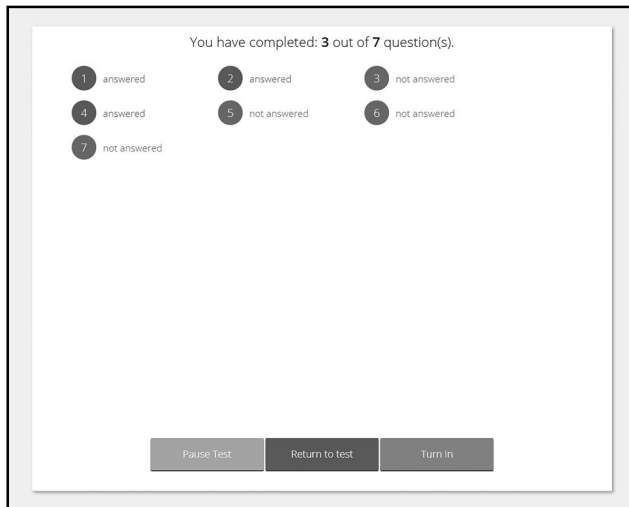 You have completed: 3 out of 7 question(s).
1 answered 2 answered 3 not answered
4 answered 5 not answered 6 not answered
7 not answered
Pause Test Return to test Turn In